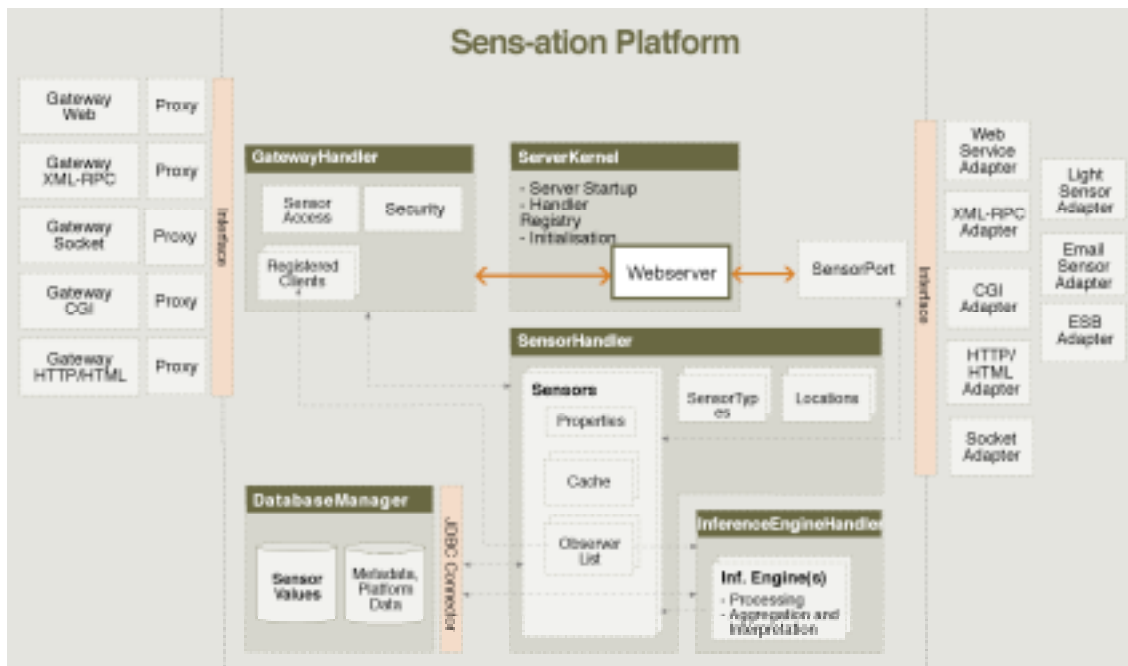 Sens-ation Platform
Gateway
Web
Proxy
Gateway
XML-RPC
Proxy
Gateway
Socket
Proxy
Gateway
CGI
Proxy
Gateway
HTTP/HTML
Proxy
Interface
GatewayHandler
Sensor
Access
Security
Registered
Clients
ServerKernel
- Server Startup
- Handler
Registry
- Initialisation
Webserver
SensorPort
Interface
Web
Service
Adapter
XML-RPC
Adapter
CGI
Adapter
HTTP/
HTML
Adapter
Socket
Adapter
Light
Sensor
Adapter
Email
Sensor
Adapter
ESB
Adapter
SensorHandler
Sensors
Properties
Cache
Observer
List
SensorTyp
es
Locations
DatabaseManager
Sensor
Values
Metadata,
Platform
Data
JDBC Connector
InferenceEngineHandler
Inf. Engine(s)
- Processing
- Aggregation and
Interpretation